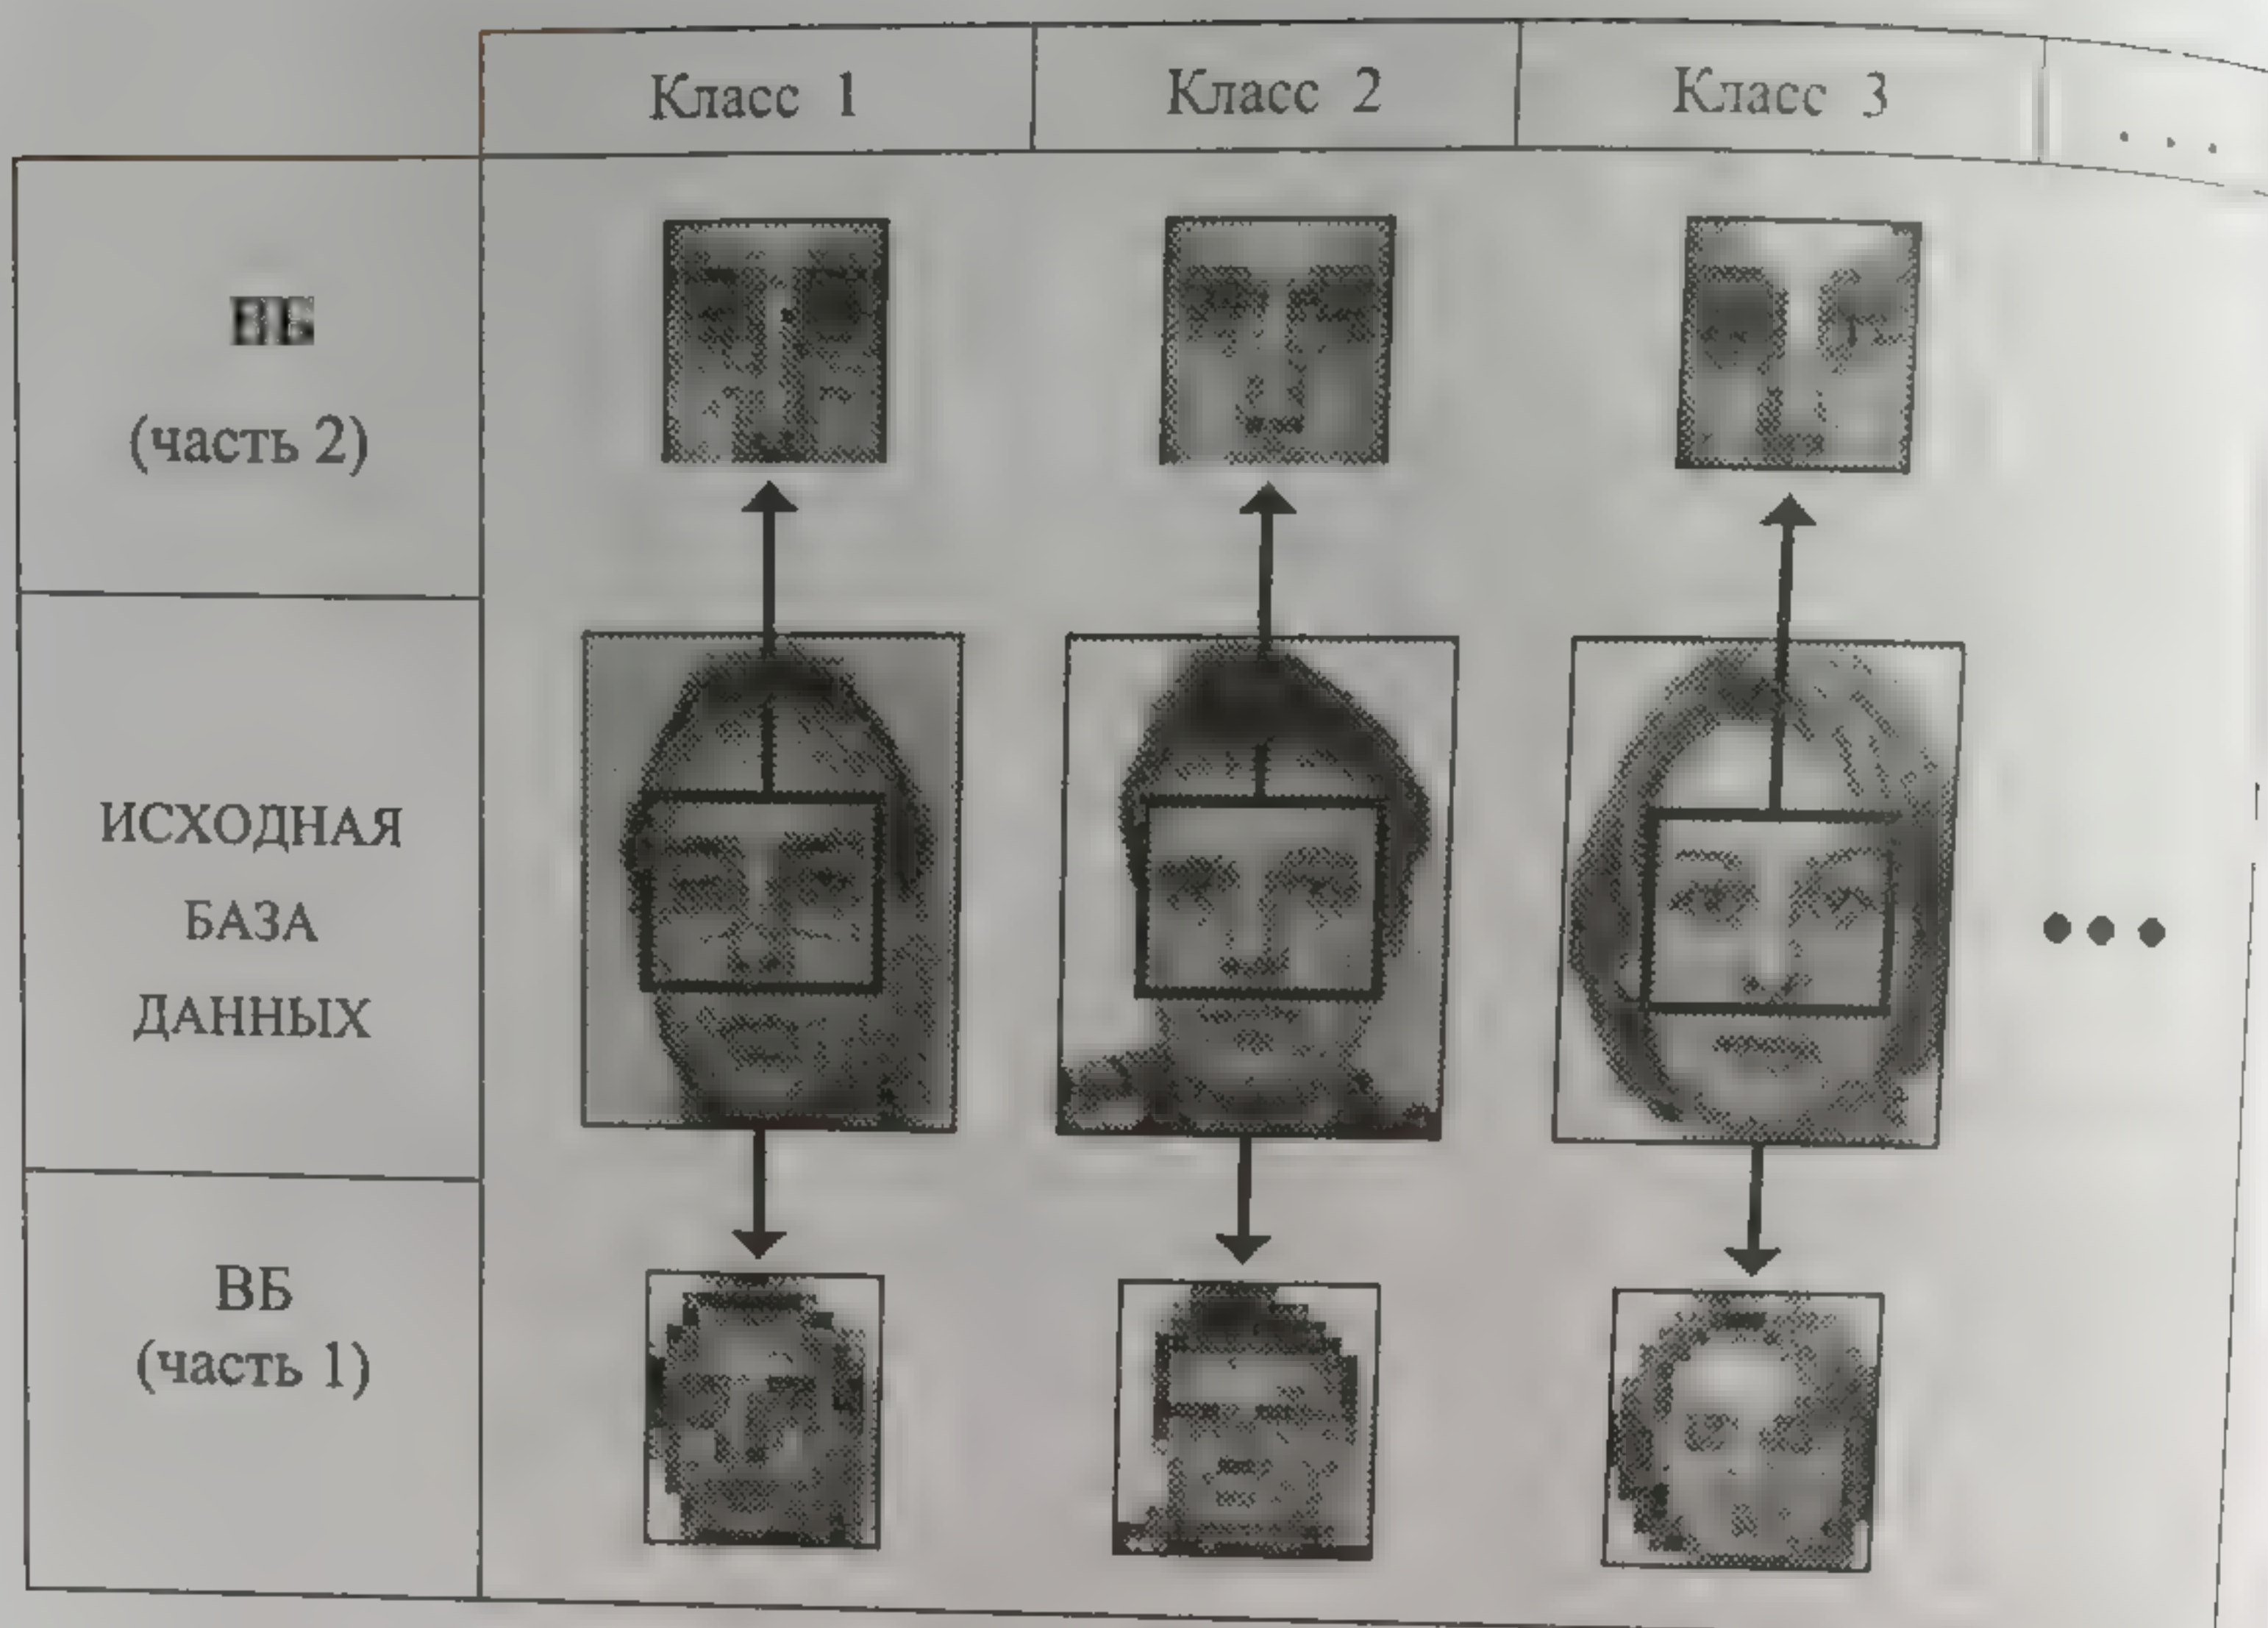 Класс 1
Класс 2
Класс 3
...
ВБ
(часть 2)
ИСХОДНАЯ
БАЗА
ДАННЫХ
...
ВБ
(часть 1)